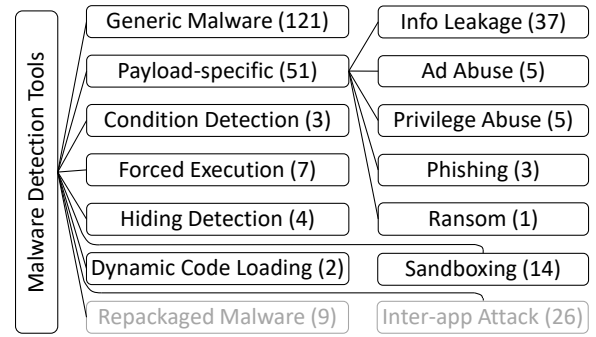 Malware Detection Tools
Generic Malware (121)
Payload-specific (51)
Condition Detection (3)
Forced Execution (7)
Hiding Detection (4)
Dynamic Code Loading (2)
Repackaged Malware (9)
Info Leakage (37)
Ad Abuse (5)
Privilege Abuse (5)
Phishing (3)
Ransom (1)
Sandboxing (14)
Inter-app Attack (26)